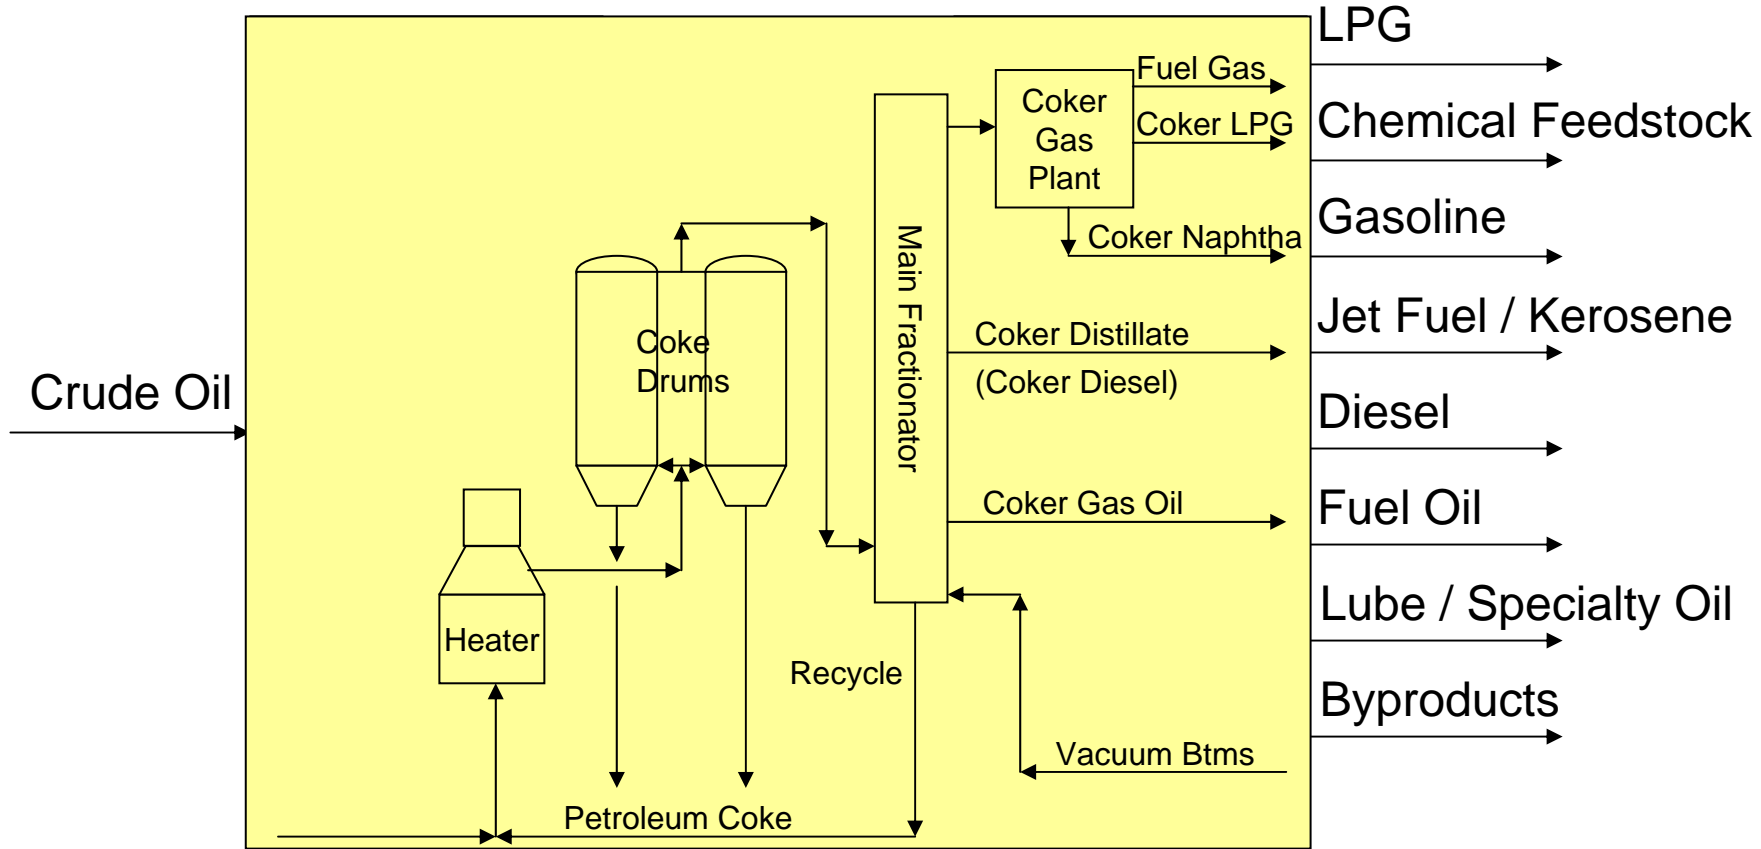 LPG
Fuel Gas
Coker
Gas
Plant
Coker LPG
Chemical Feedstock
Coker Naphtha
Gasoline
Main Fractionator
Coke
Drums
Coker Distillate
(Coker Diesel)
Jet Fuel / Kerosene
Crude Oil
Diesel
Coker Gas Oil
Fuel Oil
Heater
Recycle
Lube / Specialty Oil
Byproducts
Vacuum Btms
Petroleum Coke